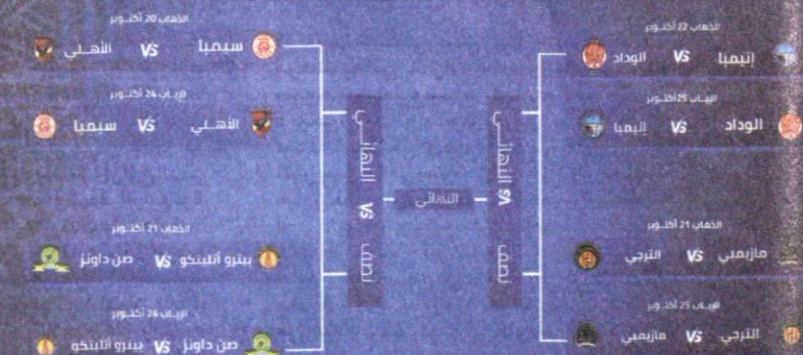 الذهاب 22 أكتوبر
إنيمبا VS الوداد
الإياب 25 أكتوبر
الوداد VS إنيمبا
الذهاب 21 أكتوبر
مازيمبي VS الترجي
الإياب 25 أكتوبر
الترجي VS مازيمبي
نصف VS النهائي
النهائي
نصف VS النهائي
الذهاب 20 أكتوبر
سيمبا VS الأهلي
الإياب 24 أكتوبر
الأهلي VS سيمبا
الذهاب 21 أكتوبر
بيترو أتليتكو VS صن داونز
الإياب 24 أكتوبر
صن داونز VS بيترو أتليتكو